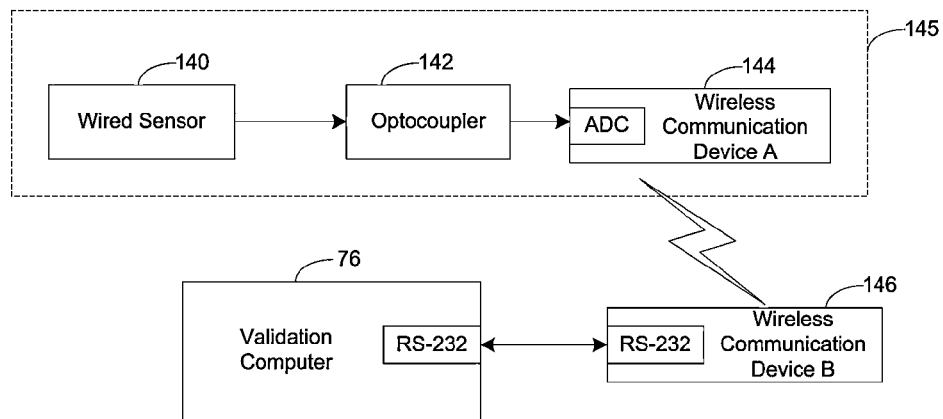 145
140
142
144
Wired Sensor
Optocoupler
ADC
Wireless
Communication
Device A
76
146
Validation
Computer
RS-232
RS-232
Wireless
Communication
Device B